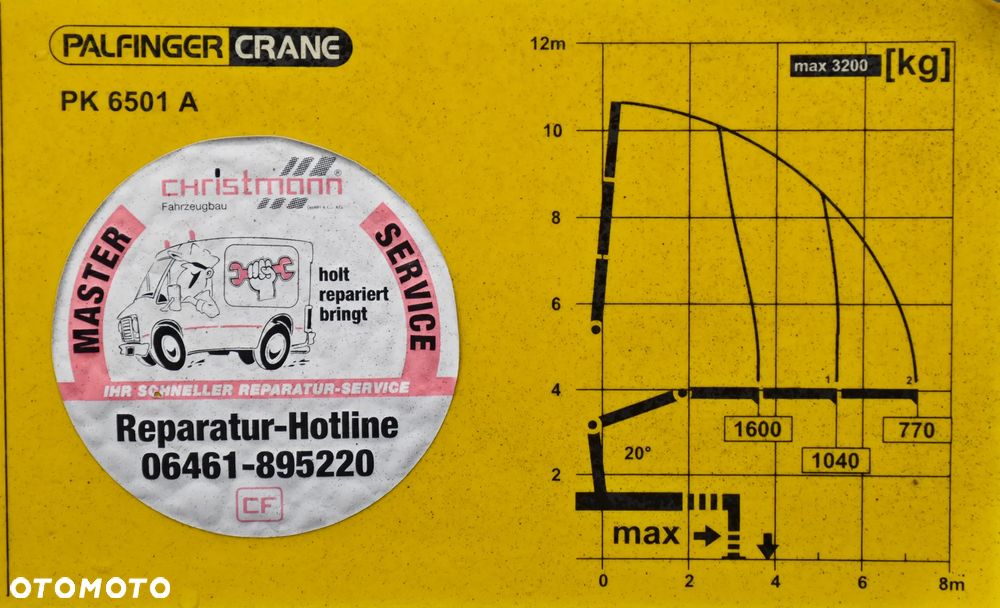 PALFINGER CRANE
PK 6501 A
christmann
®
Fahrzeugbau
MASTER SERVICE
holt
repariert
bringt
IHR SCHNELLER REPARATUR-SERVICE
Reparatur-Hotline
06461-895220
CF
12m
max 3200 [kg]
10
8
6
4
2
1 2
1600
1040
770
20°
max
0 2 4 6 8m
OTOMOTO